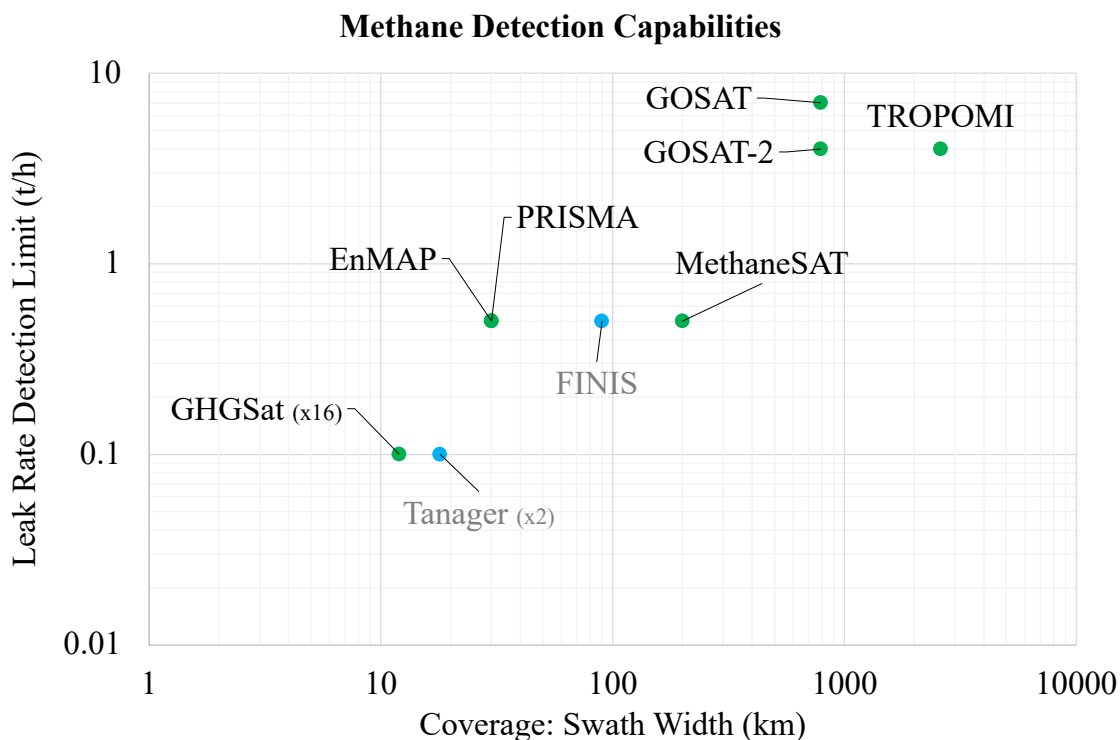 Methane Detection Capabilities
10
GOSAT
TROPOMI
GOSAT-2
PRISMA
EnMAP
MethaneSAT
1
FINIS
GHGSat (x16)
0.1
Tanager (x2)
0.01
Leak Rate Detection Limit (t/h)
1 10 100 1000 10000
Coverage: Swath Width (km)